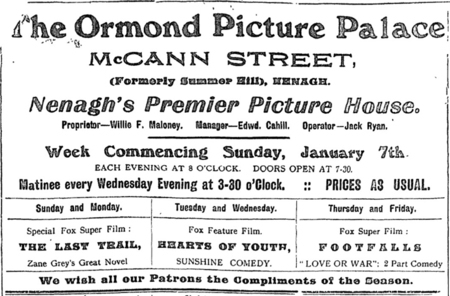 The Ormond Picture Palace
McCANN STREET,
(Formerly Summer Hill), NENAGH.
Nenagh's Premier Picture House.
Proprietor—Willie F. Maloney. Manager—Edwd. Cahill. Operator—Jack Ryan.
Week Commencing Sunday, January 7th.
EACH EVENING AT 8 O'CLOCK. DOORS OPEN AT 7-30.
Matinee every Wednesday Evening at 3-30 o'Clock. :: PRICES AS USUAL.
Sunday and Monday.
Special Fox Super Film :
THE LAST TRAIL,
Zane Grey's Great Novel
Tuesday and Wednesday.
Fox Feature Film.
HEARTS OF YOUTH,
SUNSHINE COMEDY.
Thursday and Friday.
Fox Super Film :
FOOTFALLS
"LOVE OR WAR": 2 Part Comedy
We wish all our Patrons the Compliments of the Season.